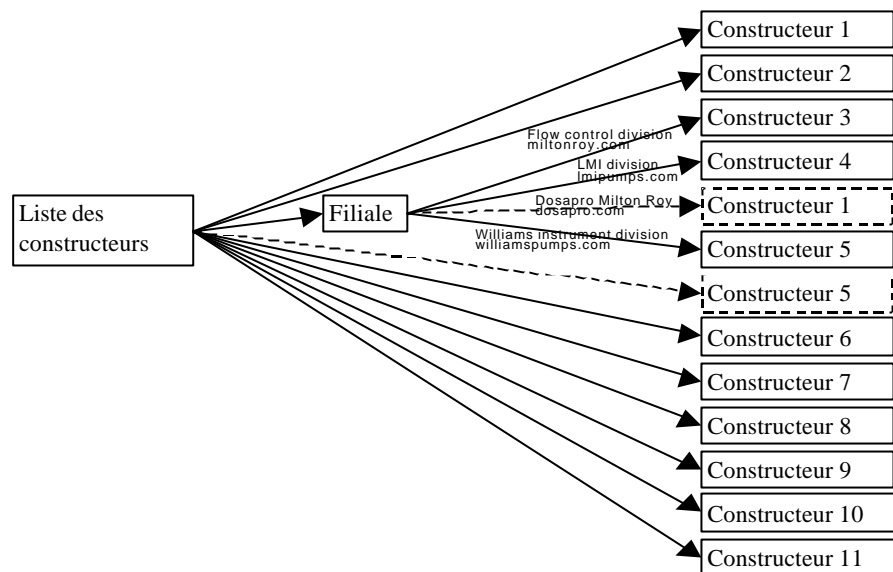 Constructeur 1
Constructeur 2
Constructeur 3
Flow control division
miltonroy.com
Constructeur 4
LMI division
lmipumps.com
Liste des
constructeurs
Filiale
Dosapro Milton Roy
dosapro.com
Constructeur 1
Williams instrument division
williamspumps.com
Constructeur 5
Constructeur 5
Constructeur 6
Constructeur 7
Constructeur 8
Constructeur 9
Constructeur 10
Constructeur 11